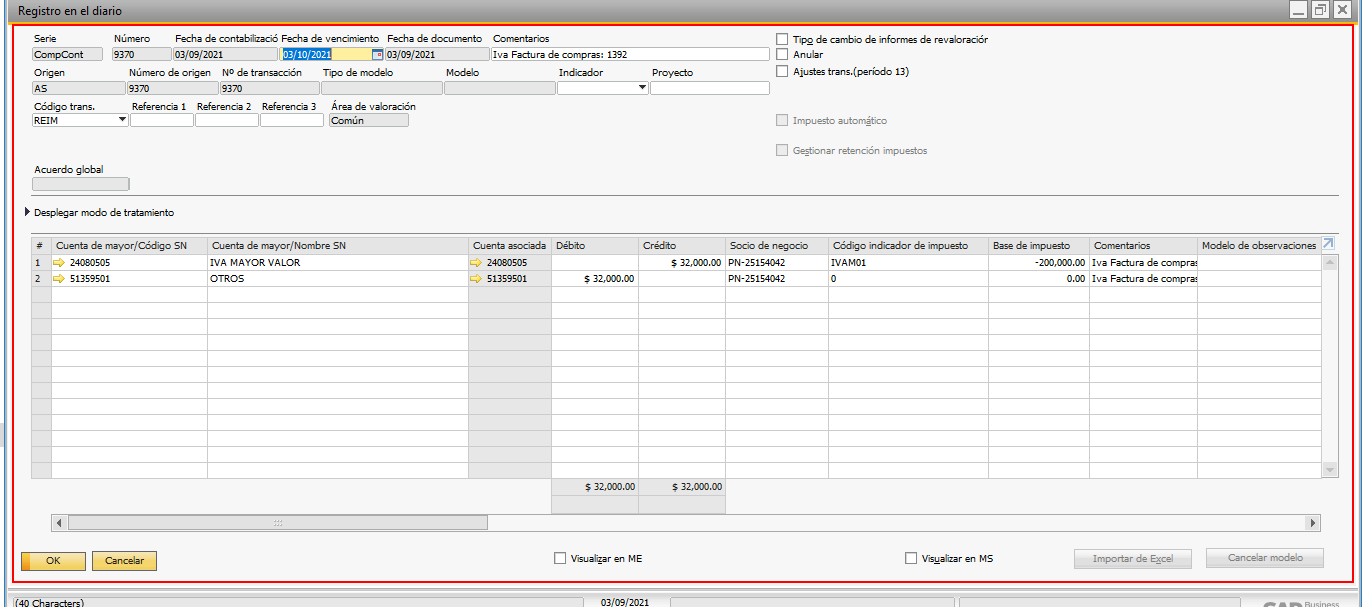 Registro en el diario
Serie Número Fecha de contabilizació Fecha de vencimiento Fecha de documento Comentarios
CompCont 9370 03/09/2021 03/10/2021 03/09/2021 Iva Factura de compras: 1392
Origen Número de origen Nº de transacción Tipo de modelo Modelo Indicador Proyecto
AS 9370 9370
Código trans. Referencia 1 Referencia 2 Referencia 3 Área de valoración
REIM Común
Tipo de cambio de informes de revaloraciór
Anular
Ajustes trans.(período 13)
Impuesto automático
Gestionar retención impuestos
Acuerdo global
Desplegar modo de tratamiento
# Cuenta de mayor/Código SN Cuenta de mayor/Nombre SN Cuenta asociada Débito Crédito Socio de negocio Código indicador de impuesto Base de impuesto Comentarios Modelo de observaciones
1 24080505 IVA MAYOR VALOR 24080505 $ 32,000.00 PN-25154042 IVAM01 -200,000.00 Iva Factura de compras
2 51359501 OTROS 51359501 $ 32,000.00 PN-25154042 0 0.00 Iva Factura de compras
$ 32,000.00 $ 32,000.00
OK Cancelar Visualizar en ME Visualizar en MS Importar de Excel Cancelar modelo
(40 Characters) 03/09/2021 SAP Business